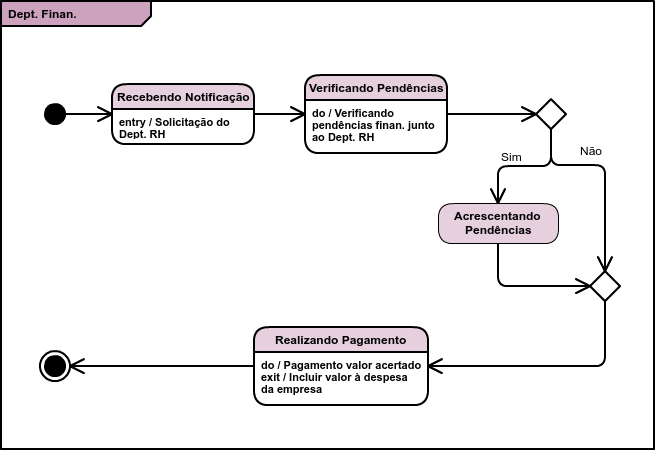 Dept. Finan.
Recebendo Notificação
entry / Solicitação do
Dept. RH
Verificando Pendências
do / Verificando
pendências finan. junto
ao Dept. RH
Sim
Não
Acrescentando
Pendências
Realizando Pagamento
do / Pagamento valor acertado
exit / Incluir valor à despesa
da empresa